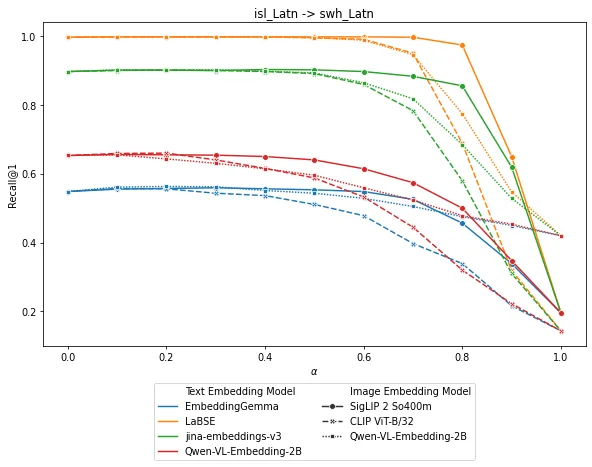 isl_Latn -> swh_Latn
Recall@1
1.0
0.8
0.6
0.4
0.2
0.0 0.2 0.4 0.6 0.8 1.0
α
Text Embedding Model
EmbeddingGemma
LaBSE
jina-embeddings-v3
Qwen-VL-Embedding-2B
Image Embedding Model
SigLIP 2 So400m
CLIP ViT-B/32
Qwen-VL-Embedding-2B